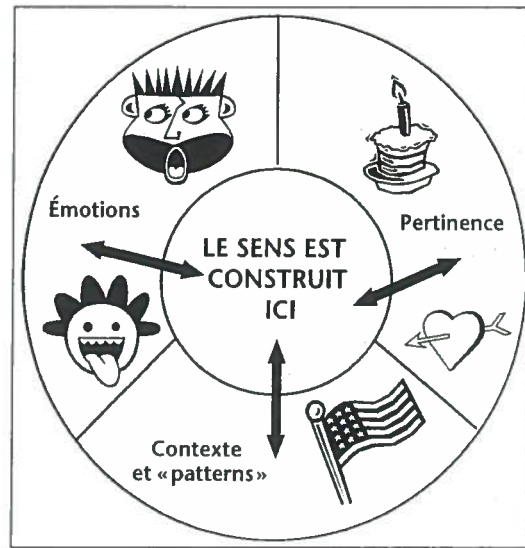 Émotions
Pertinence
LE SENS EST
CONSTRUIT
ICI
Contexte
et «patterns»